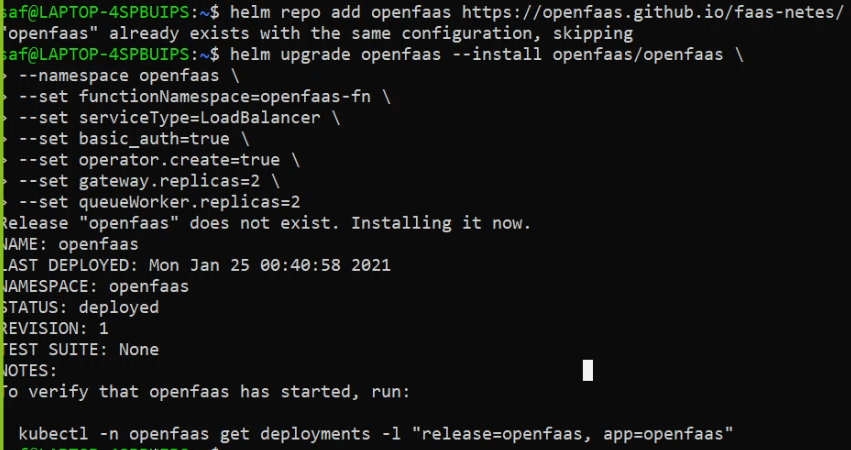 saf@LAPTOP-4SPBUIPS:~$ helm repo add openfaas https://openfaas.github.io/faas-netes/
"openfaas" already exists with the same configuration, skipping
saf@LAPTOP-4SPBUIPS:~$ helm upgrade openfaas --install openfaas/openfaas \
> --namespace openfaas \
> --set functionNamespace=openfaas-fn \
> --set serviceType=LoadBalancer \
> --set basic_auth=true \
> --set operator.create=true \
> --set gateway.replicas=2 \
> --set queueWorker.replicas=2
Release "openfaas" does not exist. Installing it now.
NAME: openfaas
LAST DEPLOYED: Mon Jan 25 00:40:58 2021
NAMESPACE: openfaas
STATUS: deployed
REVISION: 1
TEST SUITE: None
NOTES:
To verify that openfaas has started, run:
kubectl -n openfaas get deployments -l "release=openfaas, app=openfaas"